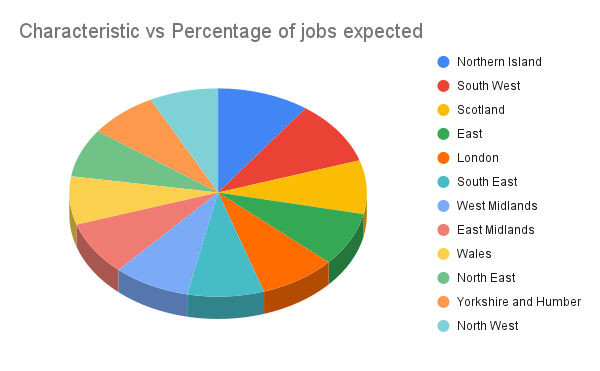 Characteristic vs Percentage of jobs expected
Northern Island
South West
Scotland
East
London
South East
West Midlands
East Midlands
Wales
North East
Yorkshire and Humber
North West